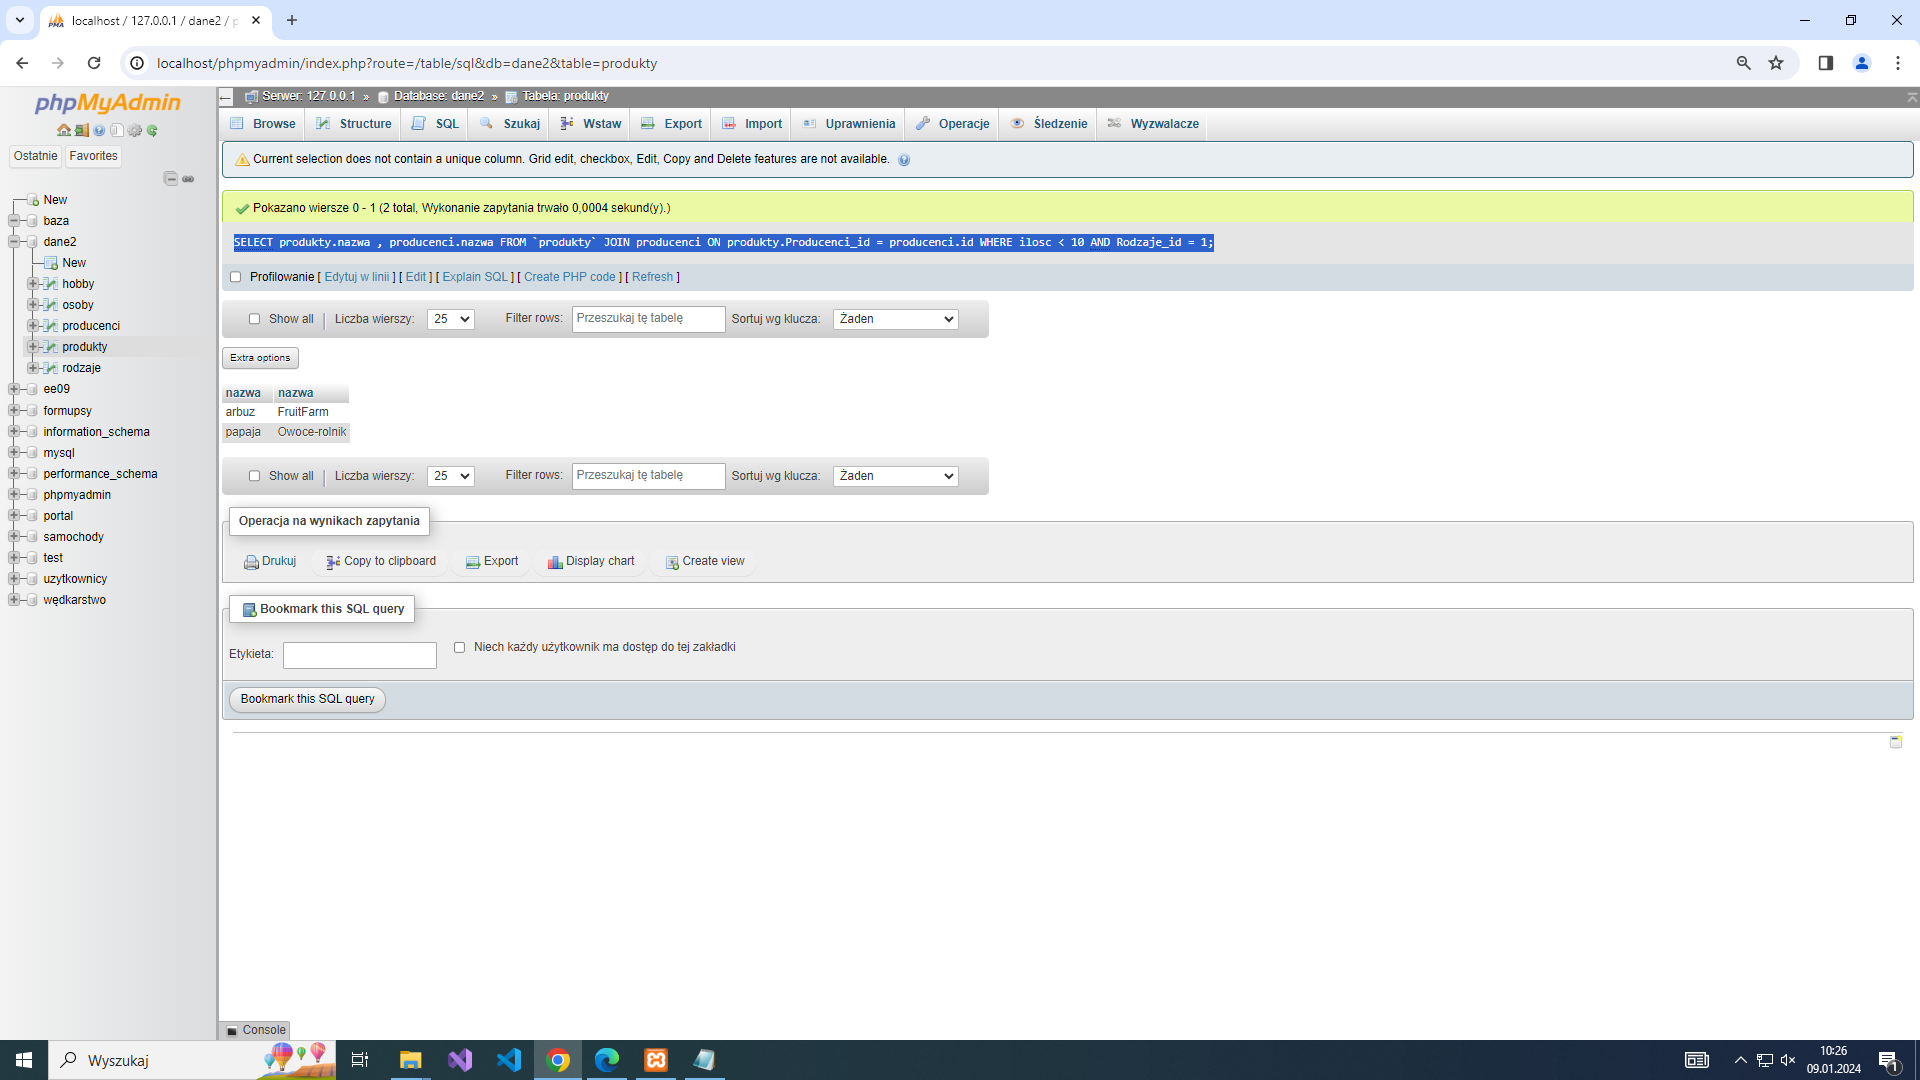 localhost / 127.0.0.1 / dane2 / p
localhost/phpmyadmin/index.php?route=/table/sql&db=dane2&table=produkty
phpMyAdmin
Ostatnie Favorites
New
baza
dane2
New
hobby
osoby
producenci
produkty
rodzaje
ee09
formupsy
information_schema
mysql
performance_schema
phpmyadmin
portal
samochody
test
uzytkownicy
wędkarstwo
Serwer: 127.0.0.1 » Database: dane2 » Tabela: produkty
Browse Structure SQL Szukaj Wstaw Export Import Uprawnienia Operacje Śledzenie Wyzwalacze
Current selection does not contain a unique column. Grid edit, checkbox, Edit, Copy and Delete features are not available.
Pokazano wiersze 0 - 1 (2 total, Wykonanie zapytania trwało 0,0004 sekund(y).)
SELECT produkty.nazwa , producenci.nazwa FROM `produkty` JOIN producenci ON produkty.Producenci_id = producenci.id WHERE ilosc < 10 AND Rodzaje_id = 1;
Profilowanie [ Edytuj w linii ] [ Edit ] [ Explain SQL ] [ Create PHP code ] [ Refresh ]
Show all | Liczba wierszy: 25 Filter rows: Przeszukaj tę tabelę Sortuj wg klucza: Żaden
Extra options
nazwa nazwa
arbuz FruitFarm
papaja Owoce-rolnik
Show all | Liczba wierszy: 25 Filter rows: Przeszukaj tę tabelę Sortuj wg klucza: Żaden
Operacja na wynikach zapytania
Drukuj Copy to clipboard Export Display chart Create view
Bookmark this SQL query
Etykieta: Niech każdy użytkownik ma dostęp do tej zakładki
Bookmark this SQL query
Console
Wyszukaj
10:26
09.01.2024
1